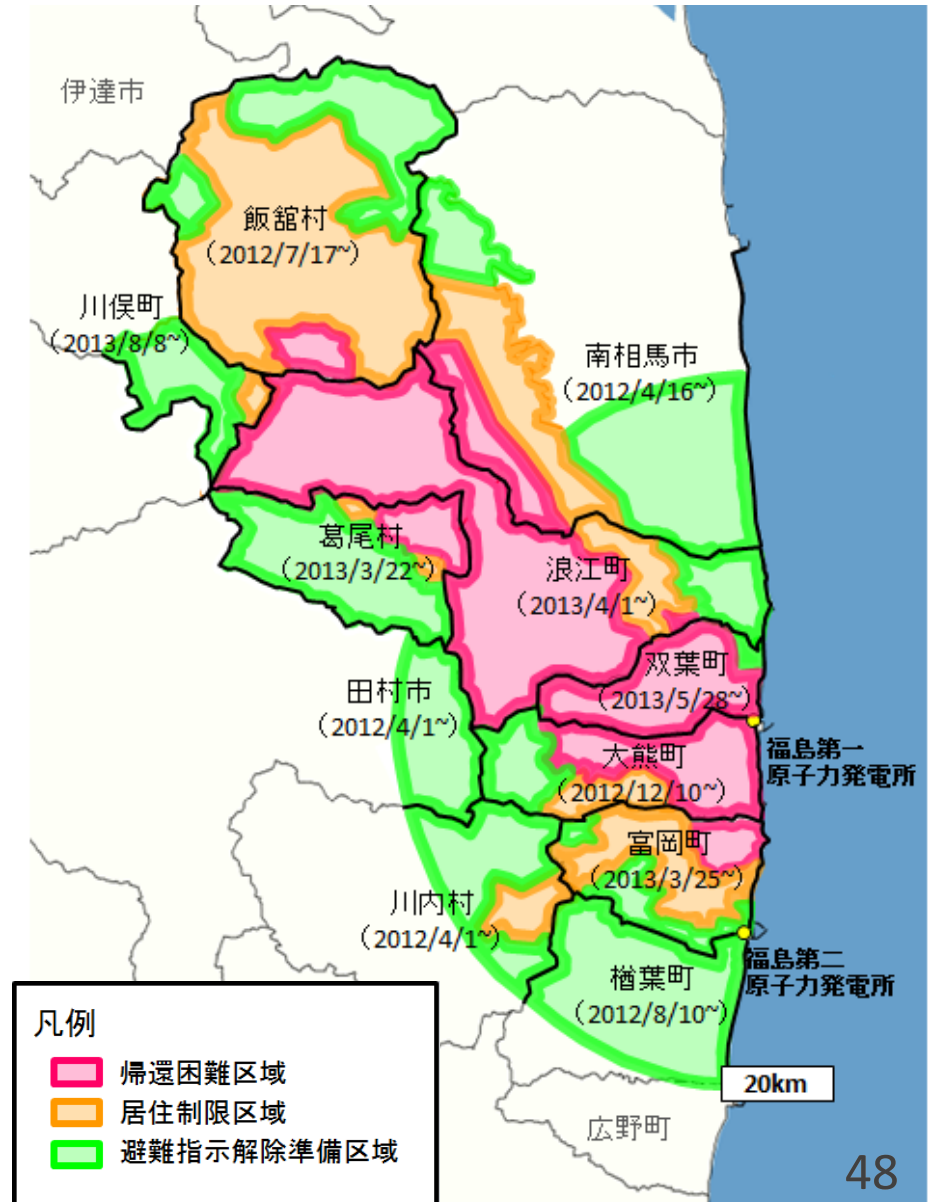 伊達市
飯舘村
（2012/7/17~）
川俣町
（2013/8/8~）
南相馬市
（2012/4/16~）
葛尾村
（2013/3/22~）
浪江町
（2013/4/1~）
双葉町
（2013/5/28~）
田村市
（2012/4/1~）
大熊町
（2012/12/10~）
福島第一
原子力発電所
富岡町
（2013/3/25~）
川内村
（2012/4/1~）
福島第二
原子力発電所
楢葉町
（2012/8/10~）
20km
広野町
凡例
帰還困難区域
居住制限区域
避難指示解除準備区域
48